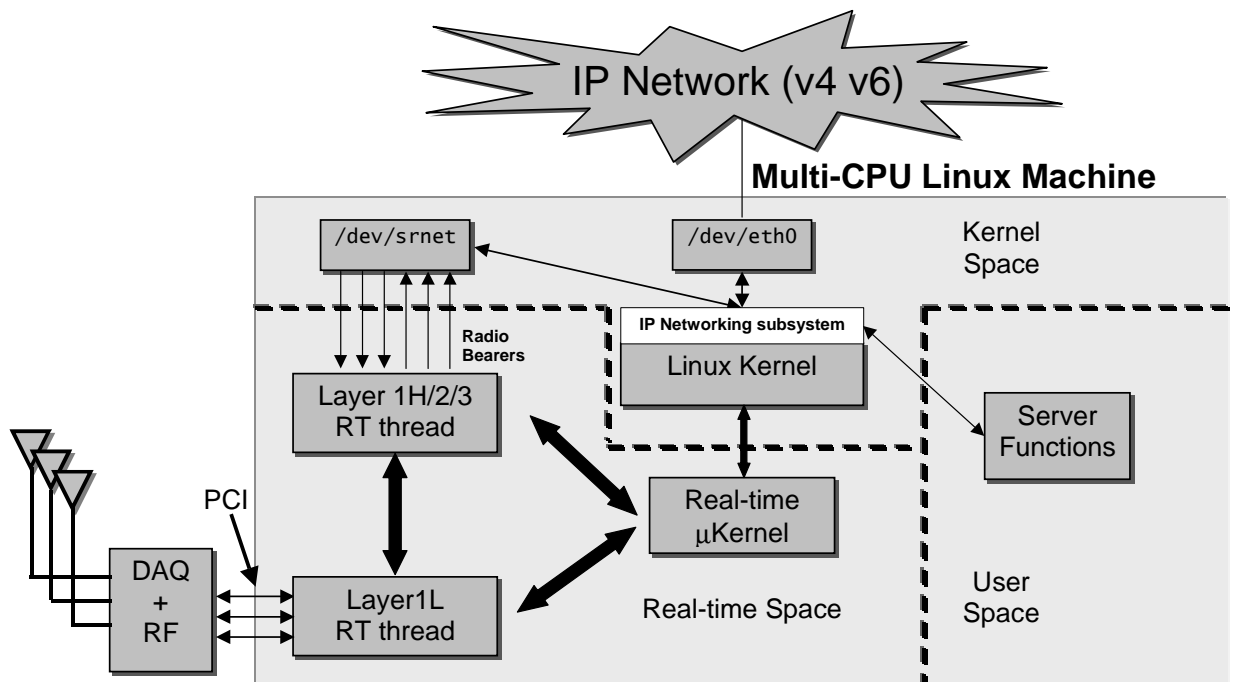 IP Network (v4 v6)
Multi-CPU Linux Machine
/dev/srnet
/dev/eth0
Kernel
Space
IP Networking subsystem
Linux Kernel
Radio
Bearers
Layer 1H/2/3
RT thread
Server
Functions
PCI
Real-time
μKernel
DAQ
+
RF
Layer1L
RT thread
Real-time Space
User
Space